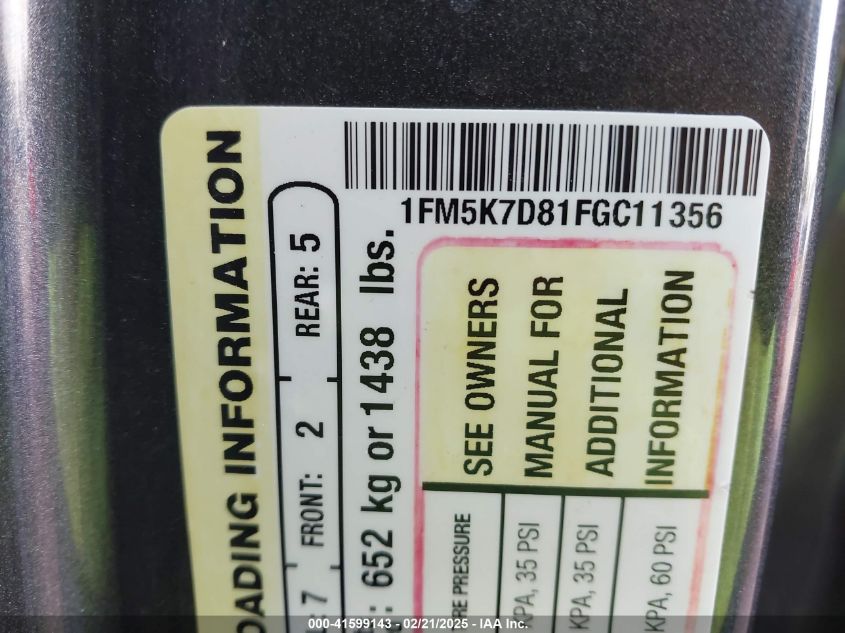 1FM5K7D81FGC11356
OADING INFORMATION
7 FRONT: 2 REAR: 5
: 652 kg or 1438 lbs.
RE PRESSURE SEE OWNERS
KPA, 35 PSI MANUAL FOR
KPA, 35 PSI ADDITIONAL
KPA, 60 PSI INFORMATION
000-41599143 - 02/21/2025 - IAA Inc.